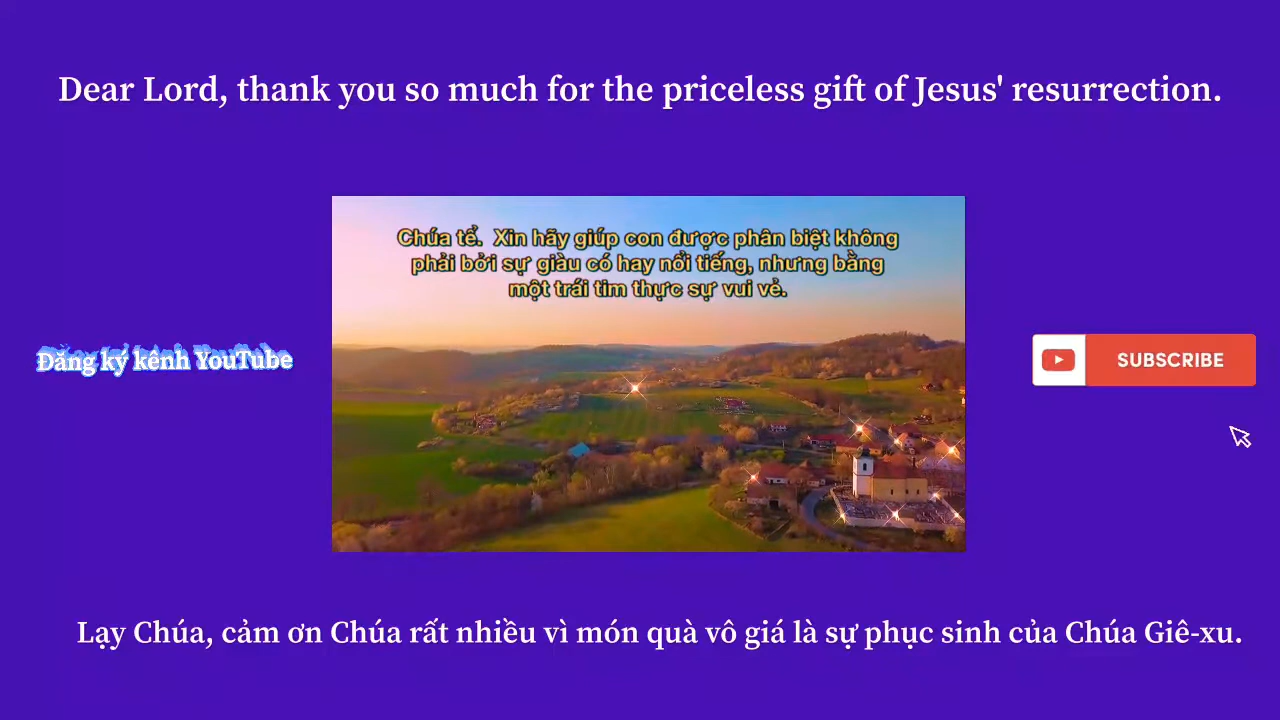 Dear Lord, thank you so much for the priceless gift of Jesus' resurrection.
Chúa tể.  Xin hãy giúp con được phân biệt không
phải bởi sự giàu có hay nổi tiếng, nhưng bằng
một trái tim thực sự vui vẻ.
Đăng ký kênh YouTube
SUBSCRIBE
Lạy Chúa, cảm ơn Chúa rất nhiều vì món quà vô giá là sự phục sinh của Chúa Giê-xu.